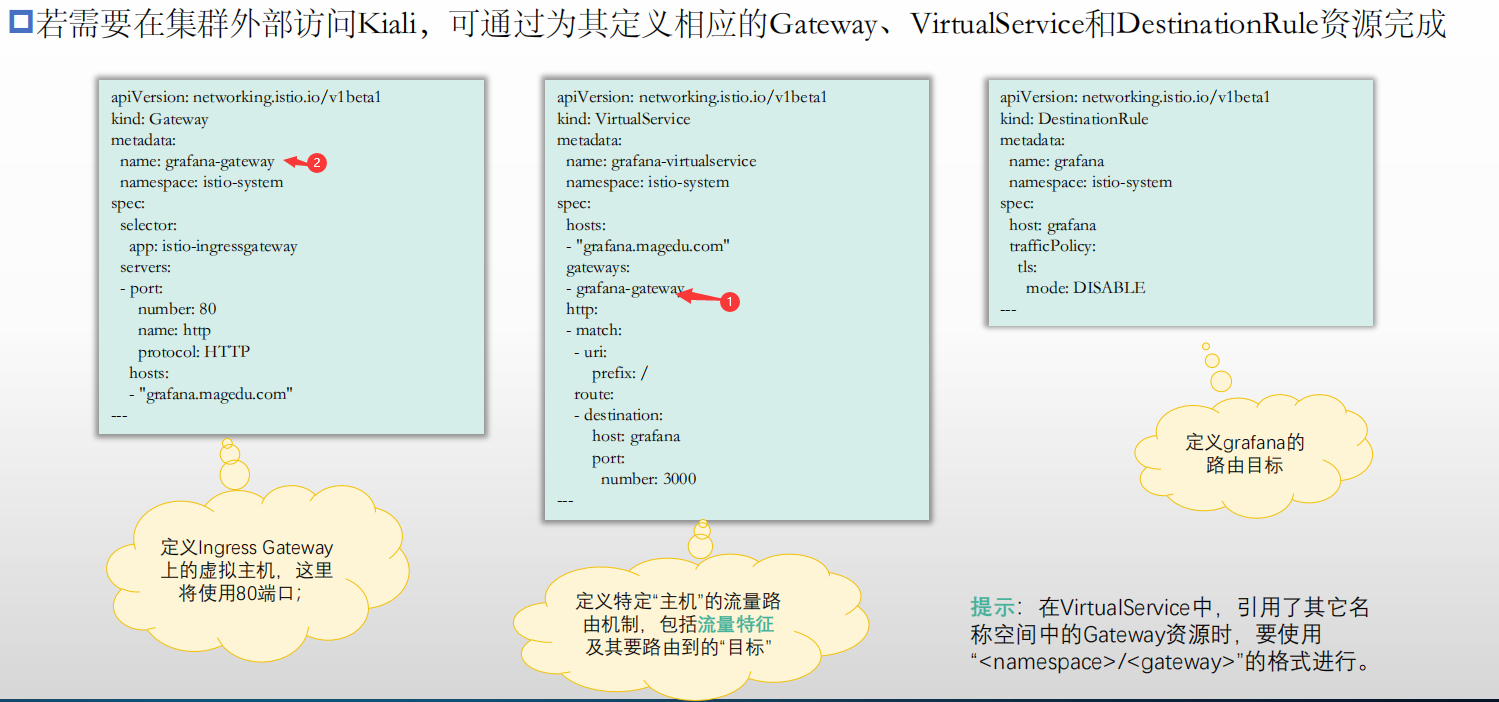 若需要在集群外部访问Kiali，可通过为其定义相应的Gateway、VirtualService和DestinationRule资源完成
apiVersion: networking.istio.io/v1beta1
kind: Gateway
metadata:
  name: grafana-gateway
2
  namespace: istio-system
spec:
  selector:
    app: istio-ingressgateway
  servers:
  - port:
      number: 80
      name: http
      protocol: HTTP
    hosts:
    - "grafana.magedu.com"
---
定义Ingress Gateway
上的虚拟主机，这里
将使用80端口；
apiVersion: networking.istio.io/v1beta1
kind: VirtualService
metadata:
  name: grafana-virtualservice
  namespace: istio-system
spec:
  hosts:
  - "grafana.magedu.com"
  gateways:
  - grafana-gateway
1
  http:
  - match:
    - uri:
        prefix: /
    route:
    - destination:
        host: grafana
        port:
          number: 3000
---
定义特定“主机”的流量路
由机制，包括流量特征
及其要路由到的“目标”
apiVersion: networking.istio.io/v1beta1
kind: DestinationRule
metadata:
  name: grafana
  namespace: istio-system
spec:
  host: grafana
  trafficPolicy:
    tls:
      mode: DISABLE
---
定义grafana的
路由目标
提示：在VirtualService中，引用了其它名
称空间中的Gateway资源时，要使用
“<namespace>/<gateway>”的格式进行。